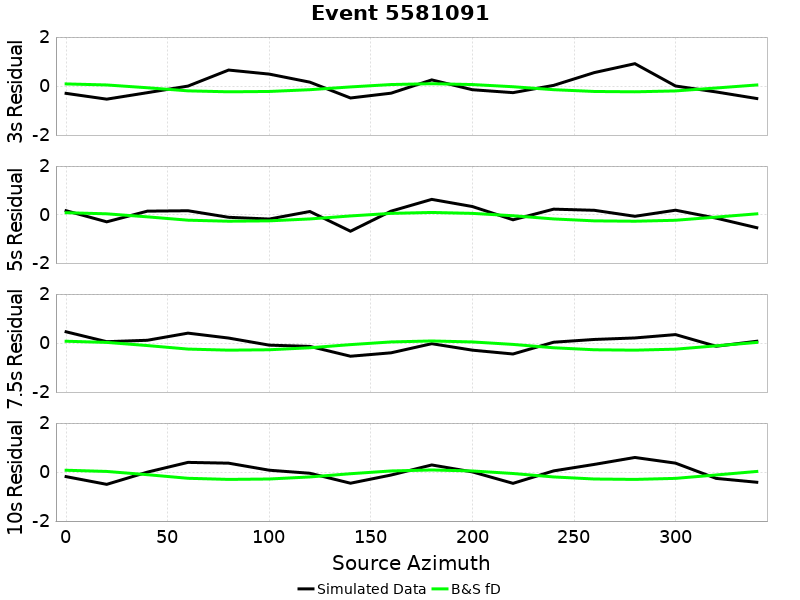 Event 5581091
3s Residual
2
0
-2
5s Residual
2
0
-2
7.5s Residual
2
0
-2
10s Residual
2
0
-2
0 50 100 150 200 250 300
Source Azimuth
Simulated Data B&S fD